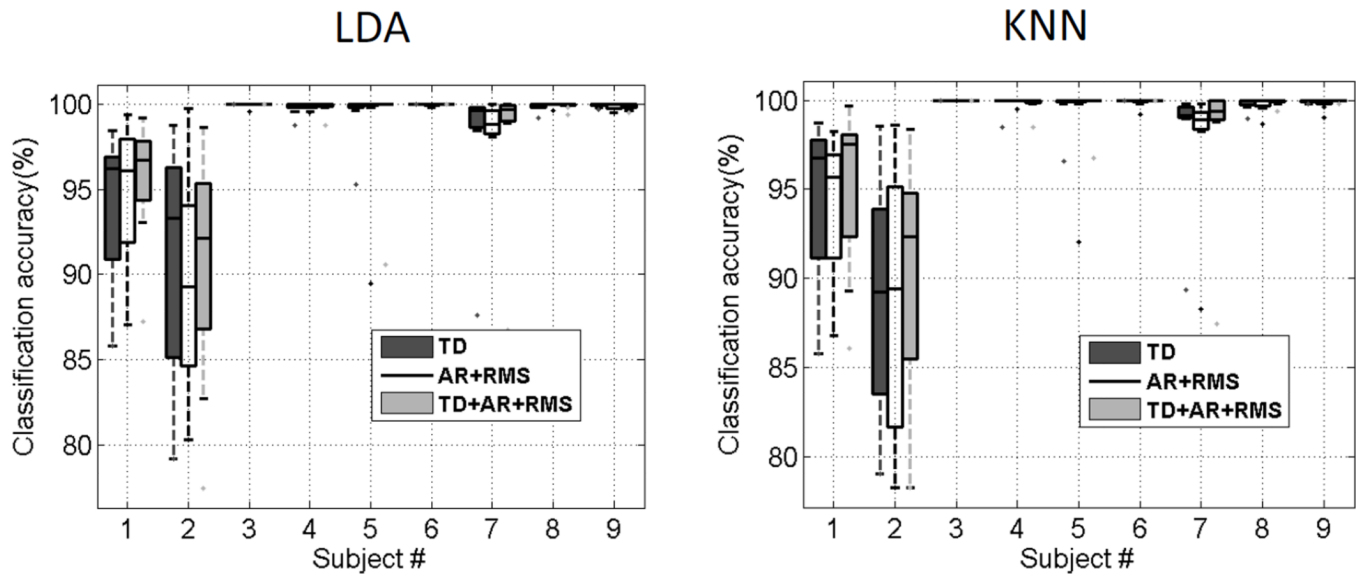 LDA
100
95
90
85
80
Classification accuracy(%)
TD
AR+RMS
TD+AR+RMS
1 2 3 4 5 6 7 8 9
Subject #
KNN
100
95
90
85
80
Classification accuracy(%)
TD
AR+RMS
TD+AR+RMS
1 2 3 4 5 6 7 8 9
Subject #